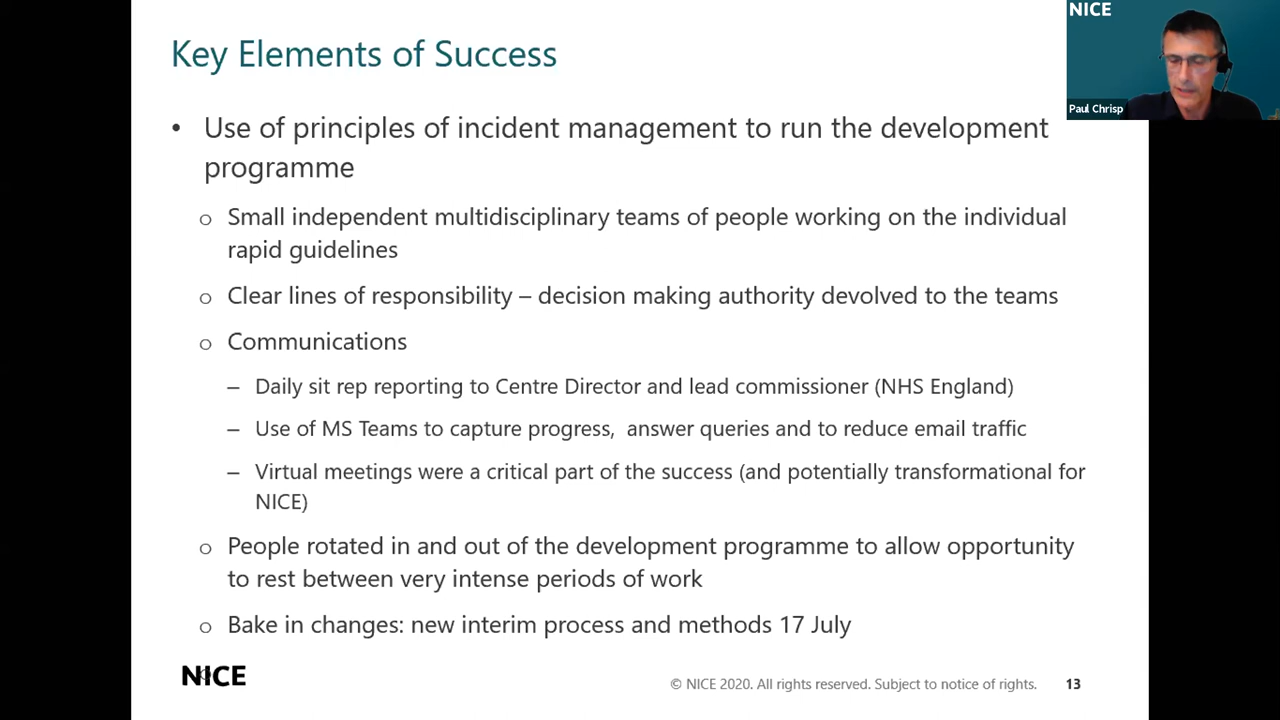 NICE
Paul Chrisp
Key Elements of Success
• Use of principles of incident management to run the development
programme
o Small independent multidisciplinary teams of people working on the individual
rapid guidelines
o Clear lines of responsibility – decision making authority devolved to the teams
o Communications
– Daily sit rep reporting to Centre Director and lead commissioner (NHS England)
– Use of MS Teams to capture progress,  answer queries and to reduce email traffic
– Virtual meetings were a critical part of the success (and potentially transformational for
NICE)
o People rotated in and out of the development programme to allow opportunity
to rest between very intense periods of work
o Bake in changes: new interim process and methods 17 July
NICE
© NICE 2020. All rights reserved. Subject to notice of rights.
13